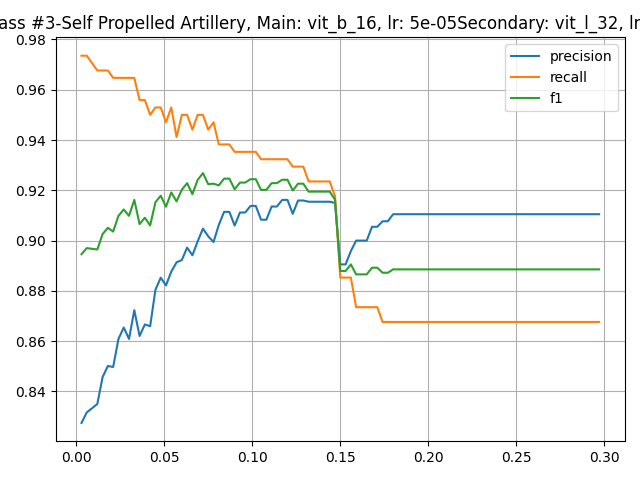 ass #3-Self Propelled Artillery, Main: vit_b_16, lr: 5e-05Secondary: vit_l_32, lr
precision
recall
f1
0.98
0.96
0.94
0.92
0.90
0.88
0.86
0.84
0.00 0.05 0.10 0.15 0.20 0.25 0.30